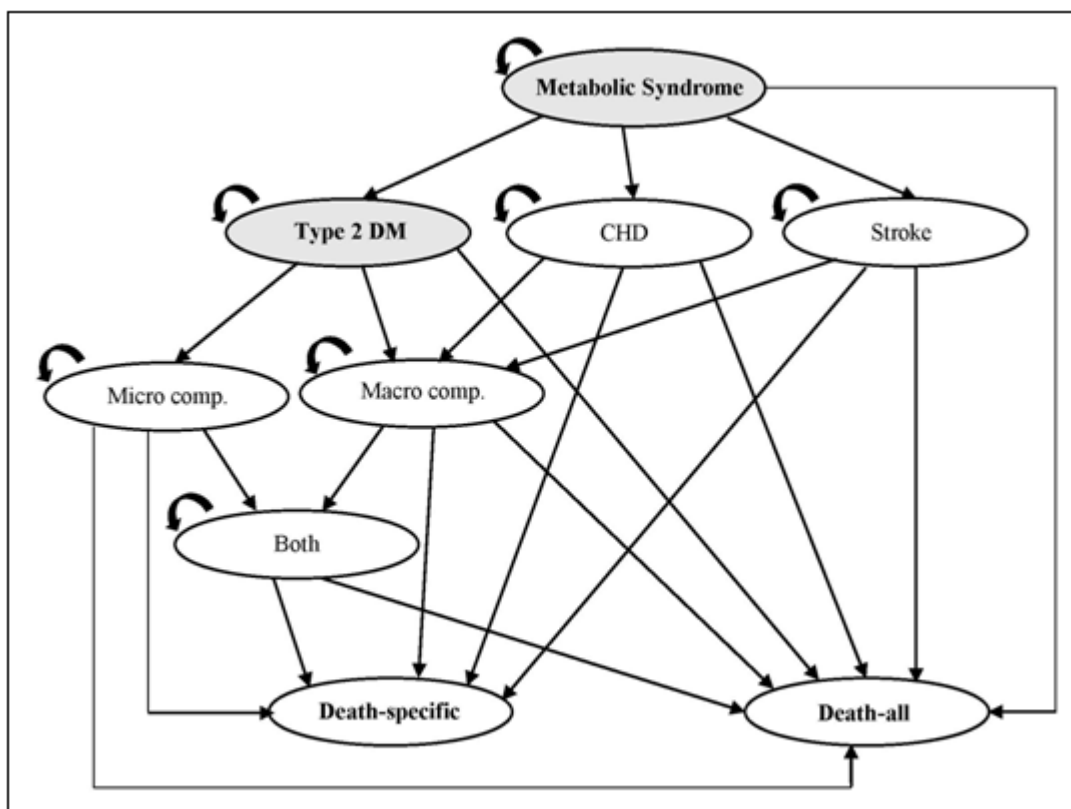 Metabolic Syndrome
Type 2 DM
CHD
Stroke
Micro comp.
Macro comp.
Both
Death-specific
Death-all